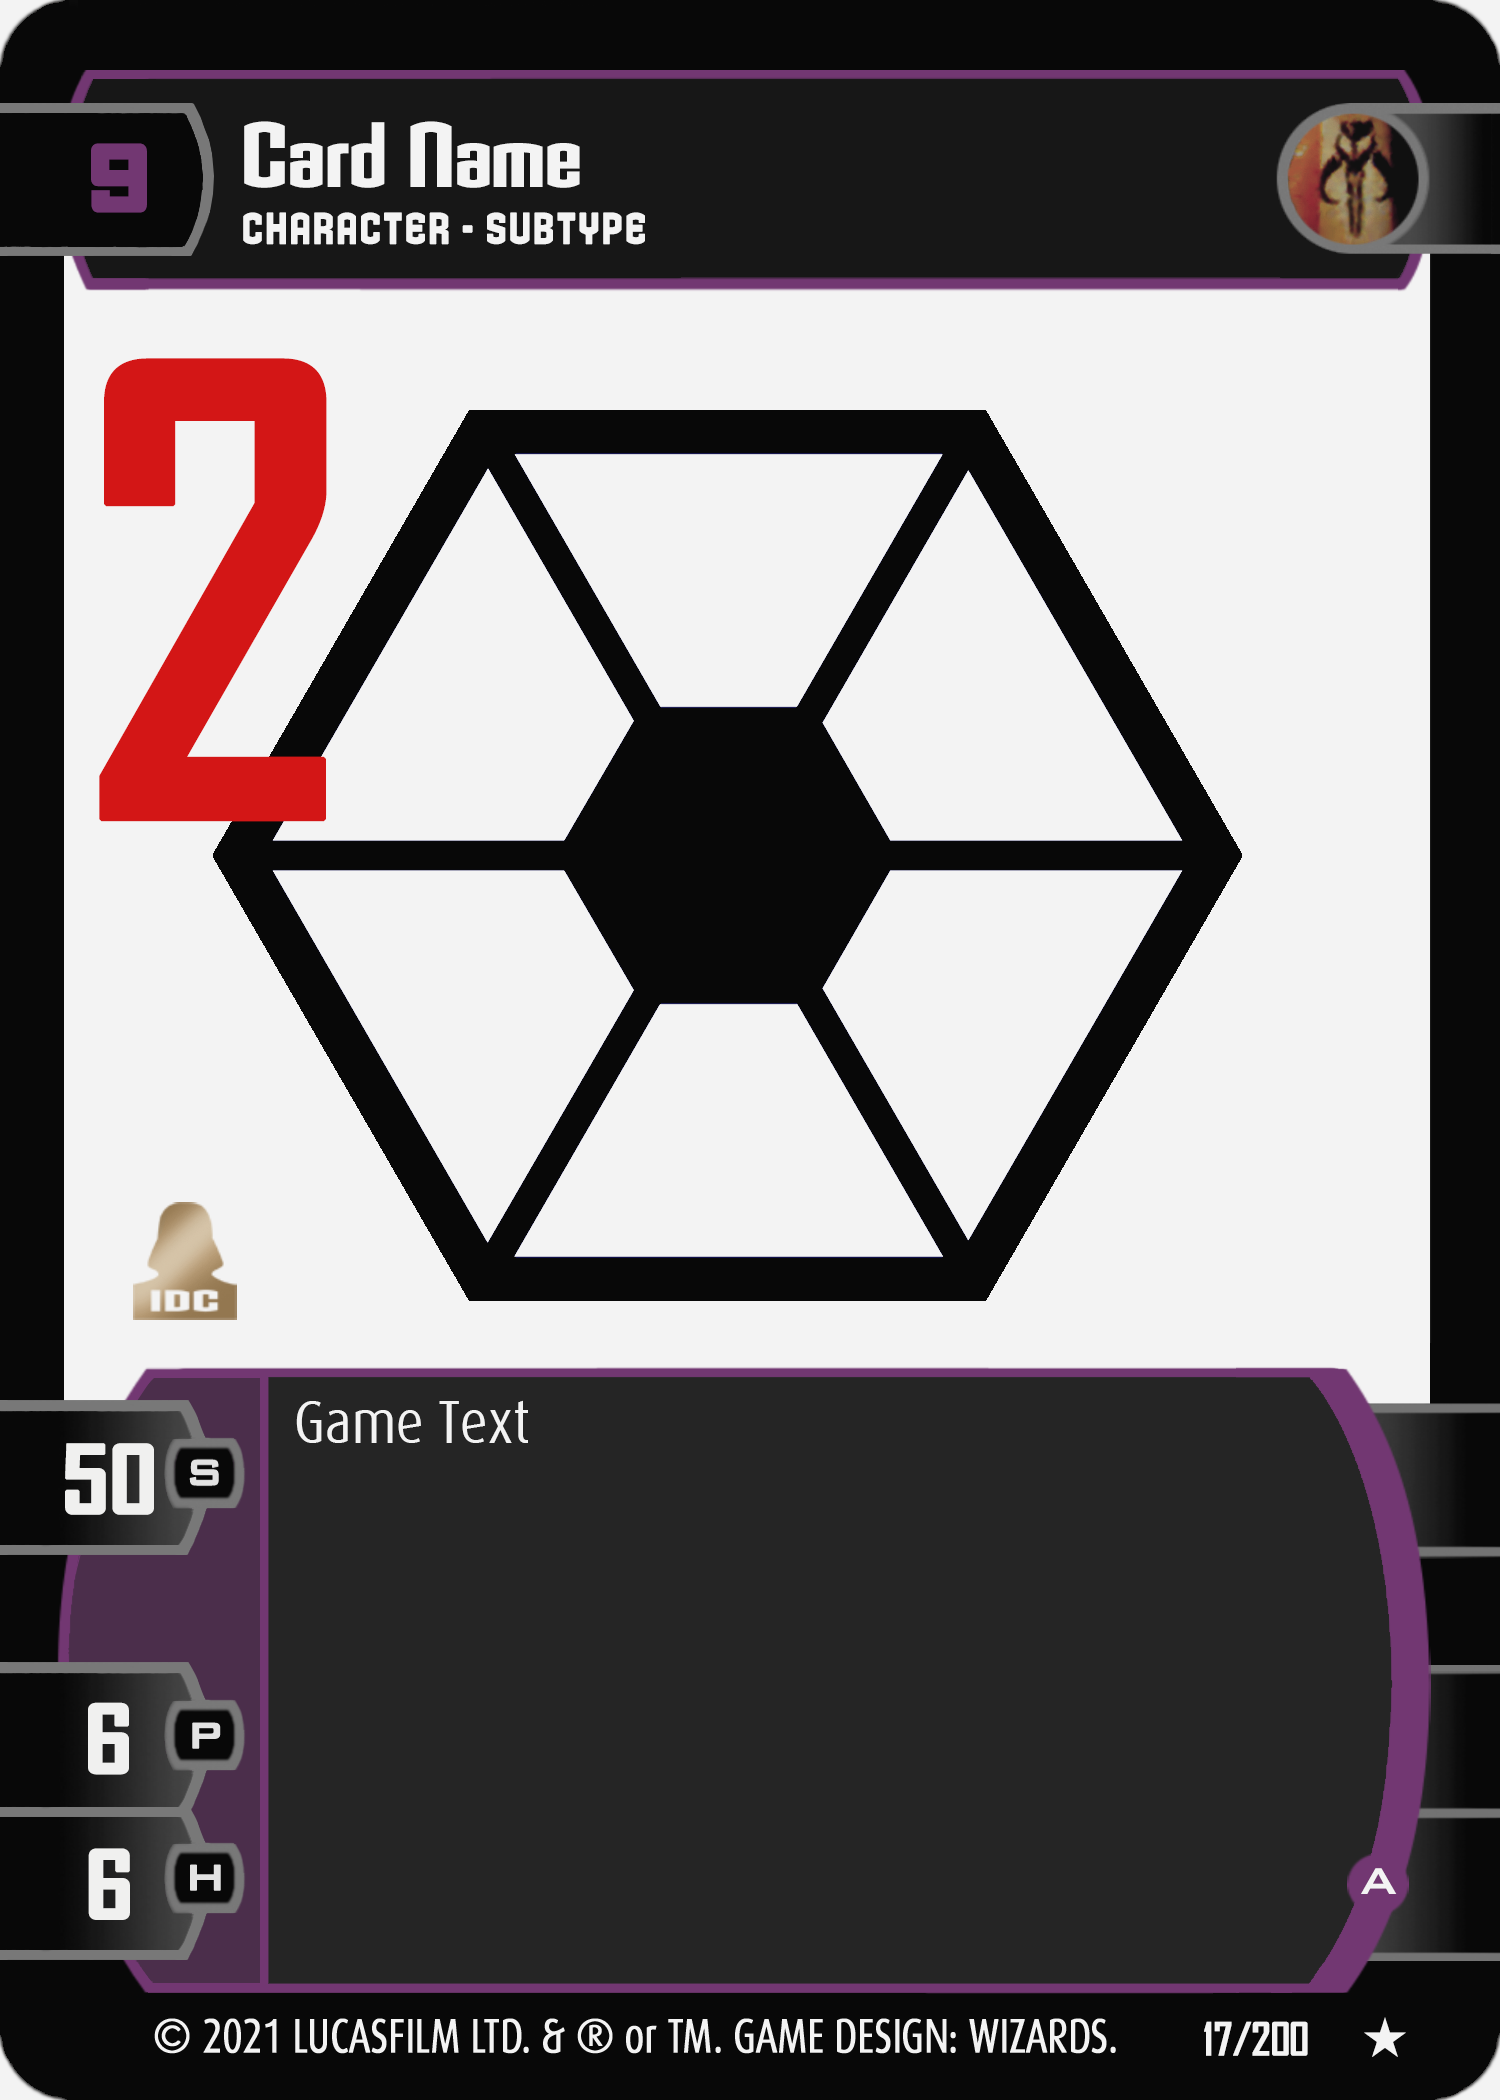 9
Card Name
CHARACTER - SUBTYPE
2
IDC
50 S
Game Text
6 P
6 H
A
© 2021 LUCASFILM LTD. & ® or TM. GAME DESIGN: WIZARDS. 17/200 ★